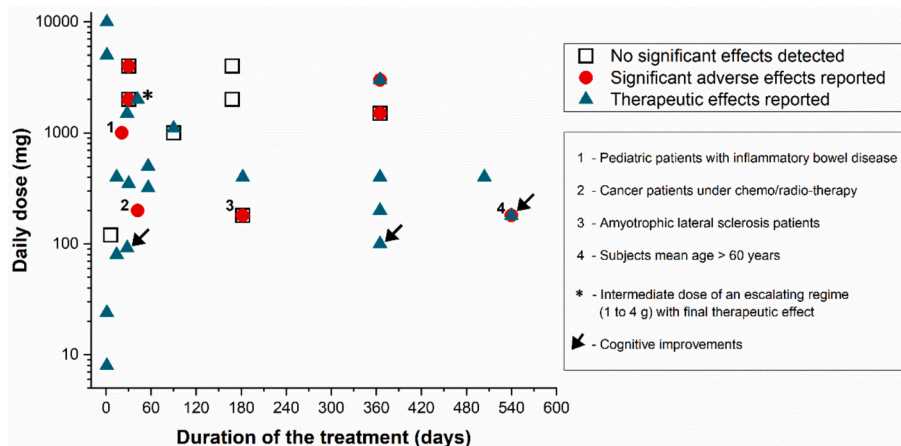 10000
1000
100
10
Daily dose (mg)
0 60 120 180 240 300 360 420 480 540 600
Duration of the treatment (days)
*
1
2
3
4
No significant effects detected
Significant adverse effects reported
Therapeutic effects reported
1 - Pediatric patients with inflammatory bowel disease
2 - Cancer patients under chemo/radio-therapy
3 - Amyotrophic lateral sclerosis patients
4 - Subjects mean age > 60 years
* - Intermediate dose of an escalating regime
(1 to 4 g) with final therapeutic effect
- Cognitive improvements